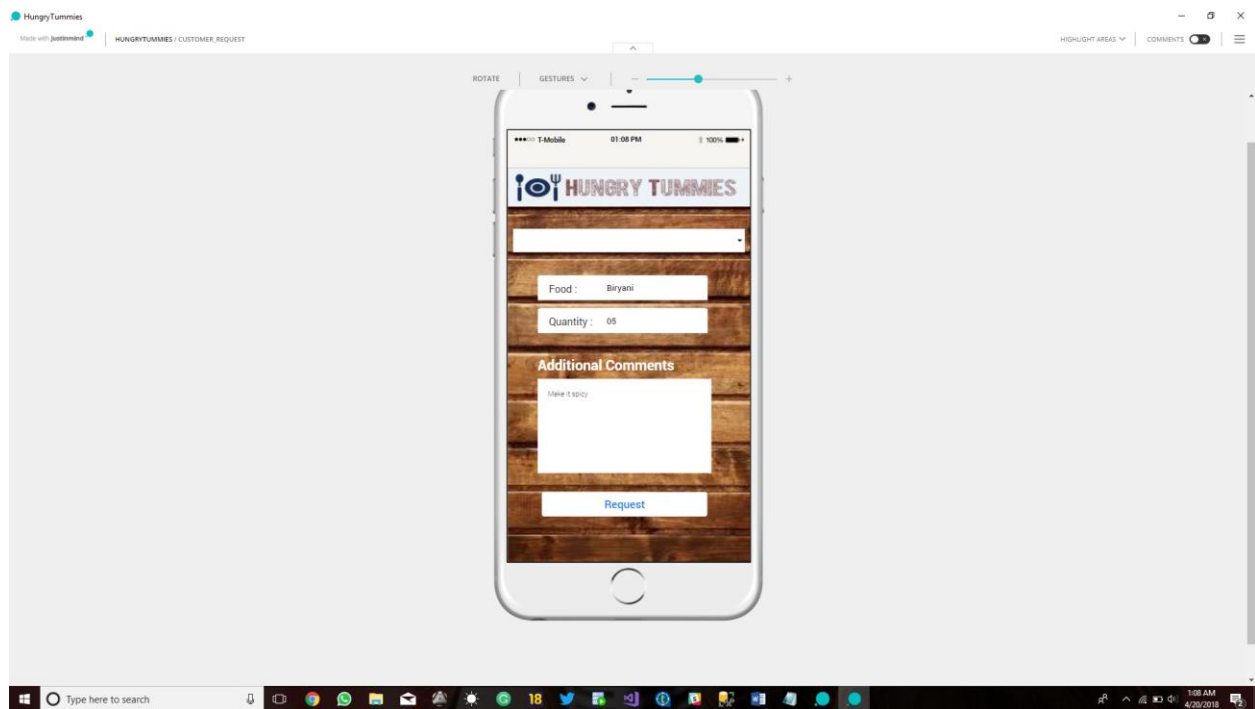 HungryTummies
Made with justinmind
HUNGRYTUMMIES / CUSTOMER_REQUEST
HIGHLIGHT AREAS
COMMENTS
ROTATE
GESTURES
T-Mobile 01:08 PM 100%
HUNGRY TUMMIES
Food : Biryani
Quantity : 05
Additional Comments
Make it spicy
Request
Type here to search
18
1:08 AM
4/20/2018